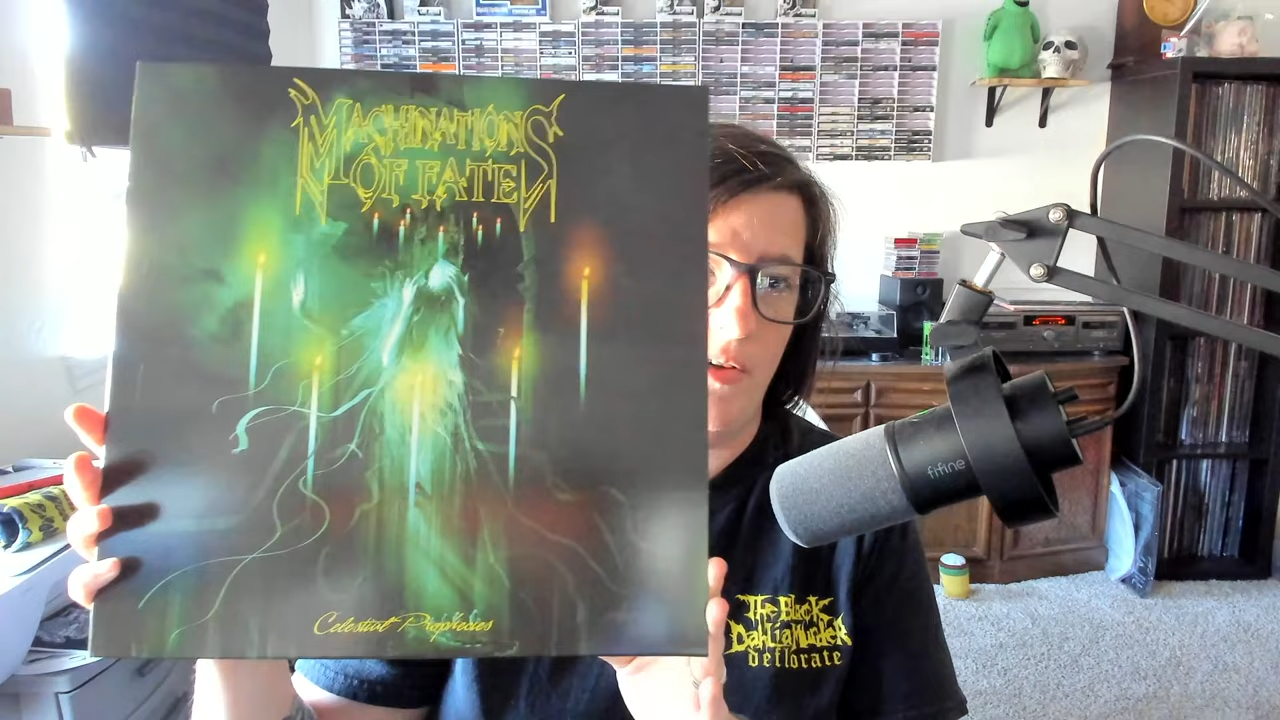 MACHINATIONS
OF FATE
Celestial Prophecies
fifine
The Black
Dahlia Murder
deflorate